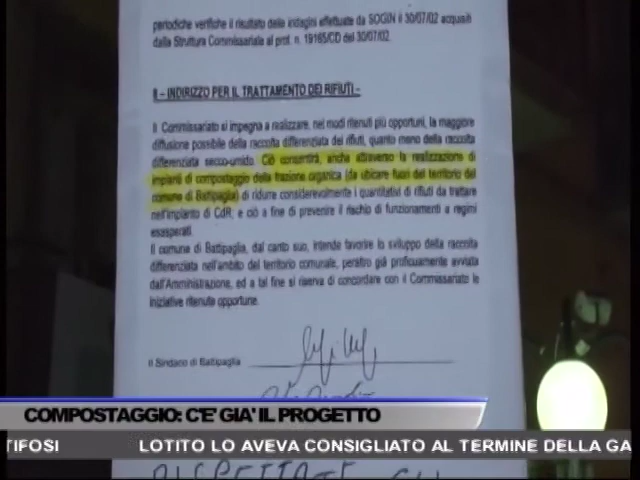 periodiche verifiche il risultato delle indagini effettuate da SOGIN il 30/07/02 acquisiti
dalla Struttura Commissariale al prot. n. 19165/CD del 30/07/02.
II – INDIRIZZO PER IL TRATTAMENTO DEI RIFIUTI –
Il Commissariato si impegna a realizzare, nei modi ritenuti più opportuni, la maggiore
diffusione possibile della raccolta differenziata dei rifiuti, quanto meno della raccolta
differenziata secco-umido. Ciò consentirà, anche attraverso la realizzazione di
impianti di compostaggio della frazione organica (da ubicare fuori del territorio del
comune di Battipaglia) di ridurre considerevolmente i quantitativi di rifiuti da trattare
nell'impianto di CdR, e ciò a fine di prevenire il rischio di funzionamenti a regimi
esasperati.
Il comune di Battipaglia, dal canto suo, intende favorire lo sviluppo della raccolta
differenziata nell'ambito del territorio comunale, peraltro già proficuamente avviata
dall'Amministrazione, ed a tal fine si riserva di concordare con il Commissariato le
iniziative ritenute opportune.
Il Sindaco di Battipaglia
COMPOSTAGGIO: C'E' GIA' IL PROGETTO
TIFOSI LOTITO LO AVEVA CONSIGLIATO AL TERMINE DELLA GA